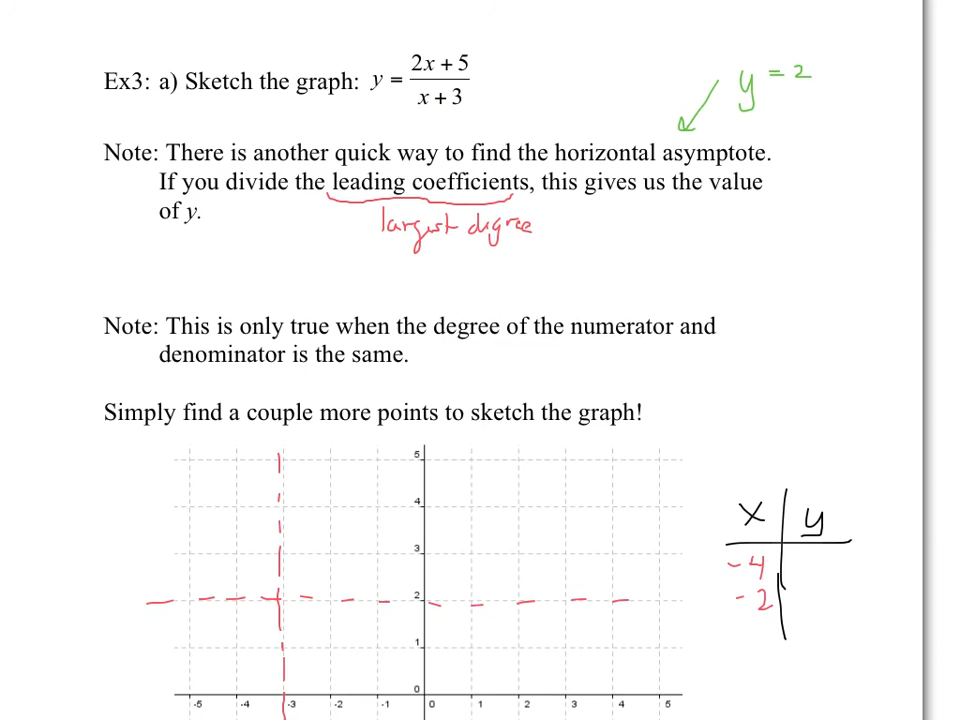 Ex3: a) Sketch the graph: y = (2x + 5)/(x + 3)
y = 2
Note: There is another quick way to find the horizontal asymptote.
If you divide the leading coefficients, this gives us the value
of y.
largest degree
Note: This is only true when the degree of the numerator and
denominator is the same.
Simply find a couple more points to sketch the graph!
5
4
3
2
1
0
-5 -4 -3 -2 -1 0 1 2 3 4 5
x y
-4
-2